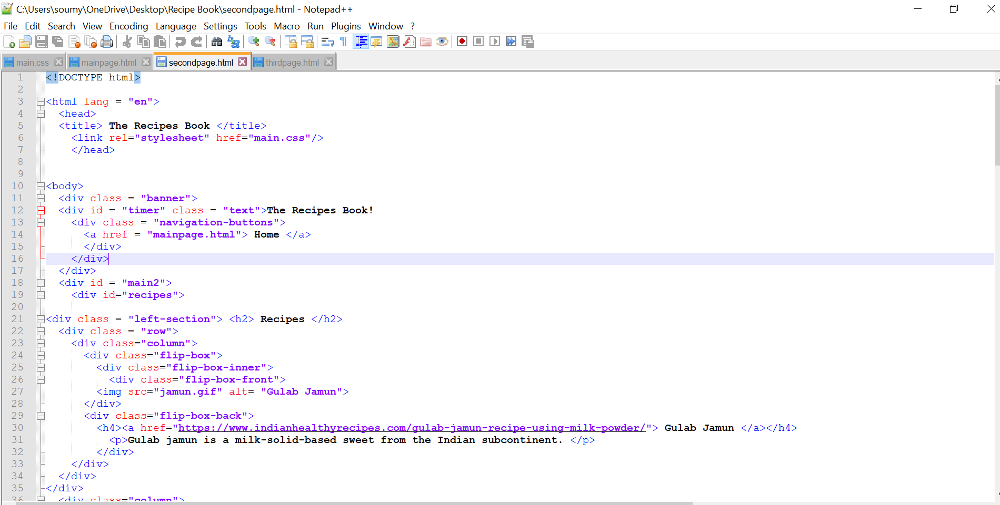 C:\Users\soumy\OneDrive\Desktop\Recipe Book\secondpage.html - Notepad++
File Edit Search View Encoding Language Settings Tools Macro Run Plugins Window ?
main.css mainpage.html secondpage.html thirdpage.html
1 <!DOCTYPE html>
2
3 <html lang = "en">
4 <head>
5 <title> The Recipes Book </title>
6 <link rel="stylesheet" href="main.css"/>
7 </head>
8
9
10 <body>
11 <div class = "banner">
12 <div id = "timer" class = "text">The Recipes Book!
13 <div class = "navigation-buttons">
14 <a href = "mainpage.html"> Home </a>
15 </div>
16 </div>
17 </div>
18 <div id = "main2">
19 <div id="recipes">
20
21 <div class = "left-section"> <h2> Recipes </h2>
22 <div class = "row">
23 <div class="column">
24 <div class="flip-box">
25 <div class="flip-box-inner">
26 <div class="flip-box-front">
27 <img src="jamun.gif" alt= "Gulab Jamun">
28 </div>
29 <div class="flip-box-back">
30 <h4><a href="https://www.indianhealthyrecipes.com/gulab-jamun-recipe-using-milk-powder/"> Gulab Jamun </a></h4>
31 <p>Gulab jamun is a milk-solid-based sweet from the Indian subcontinent. </p>
32 </div>
33 </div>
34 </div>
35 </div>
36 <div class="column">